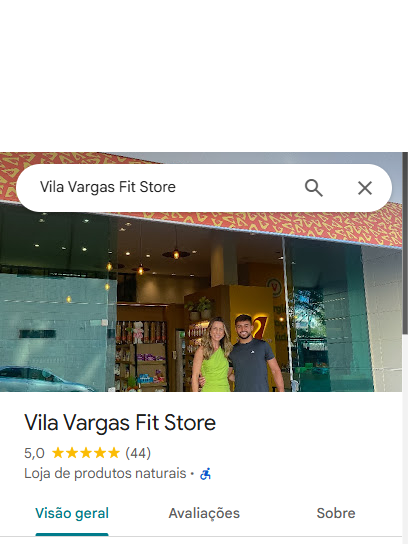 Vila Vargas Fit Store
Vila Vargas Fit Store
5,0 ★★★★★ (44)
Loja de produtos naturais ·
Visão geral Avaliações Sobre